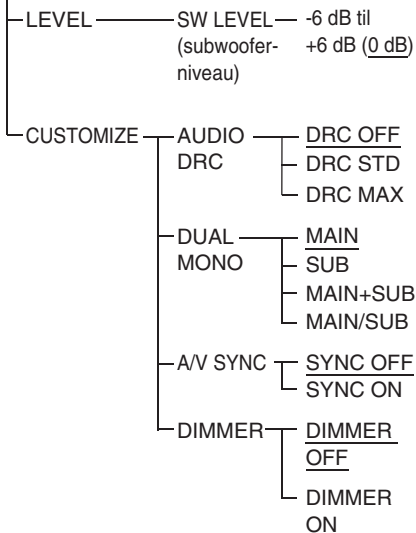 LEVEL SW LEVEL -6 dB til
(subwoofer- +6 dB (0 dB)
niveau)
CUSTOMIZE AUDIO DRC OFF
DRC DRC STD
DRC MAX
DUAL MAIN
MONO SUB
MAIN+SUB
MAIN/SUB
A/V SYNC SYNC OFF
SYNC ON
DIMMER DIMMER
OFF
DIMMER
ON